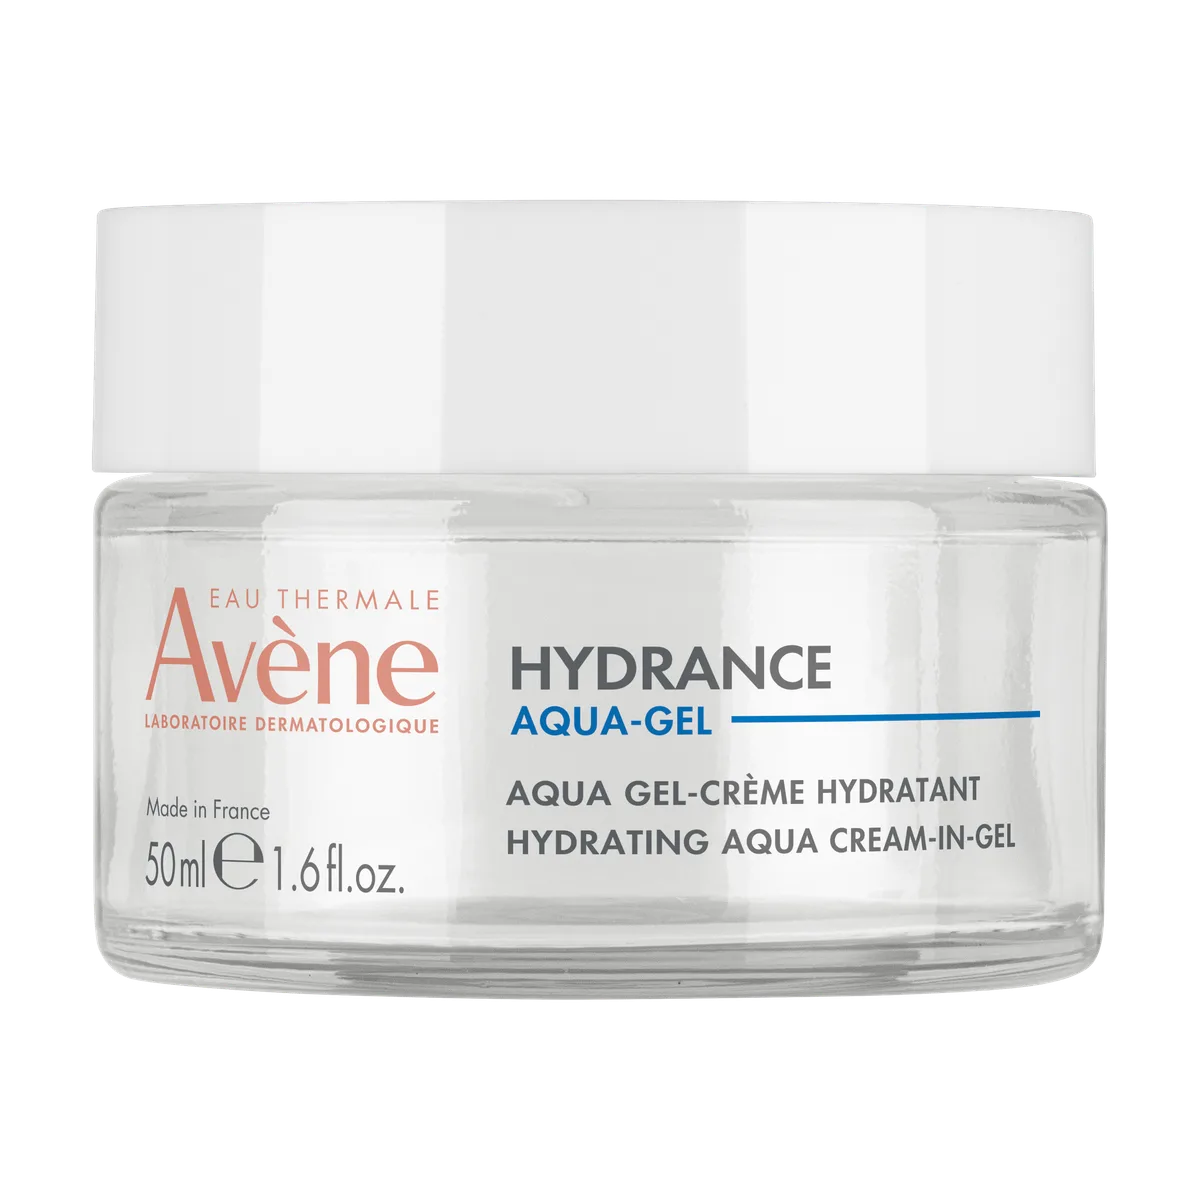 EAU THERMALE
Avène
LABORATOIRE DERMATOLOGIQUE
Made in France
50ml ℮ 1.6fl.oz.
HYDRANCE
AQUA-GEL
AQUA GEL-CRÈME HYDRATANT
HYDRATING AQUA CREAM-IN-GEL